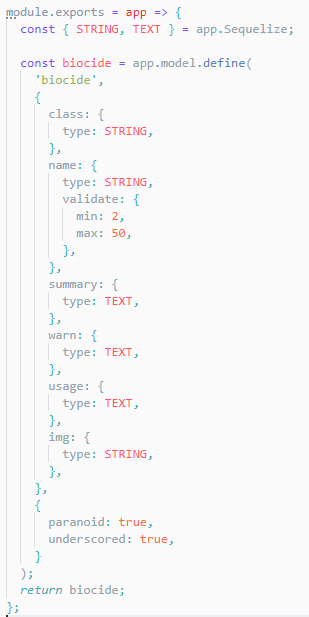 module.exports = app => {
  const { STRING, TEXT } = app.Sequelize;

  const biocide = app.model.define(
    'biocide',
    {
      class: {
        type: STRING,
      },
      name: {
        type: STRING,
        validate: {
          min: 2,
          max: 50,
        },
      },
      summary: {
        type: TEXT,
      },
      warn: {
        type: TEXT,
      },
      usage: {
        type: TEXT,
      },
      img: {
        type: STRING,
      },
    },
    {
      paranoid: true,
      underscored: true,
    }
  );
  return biocide;
};